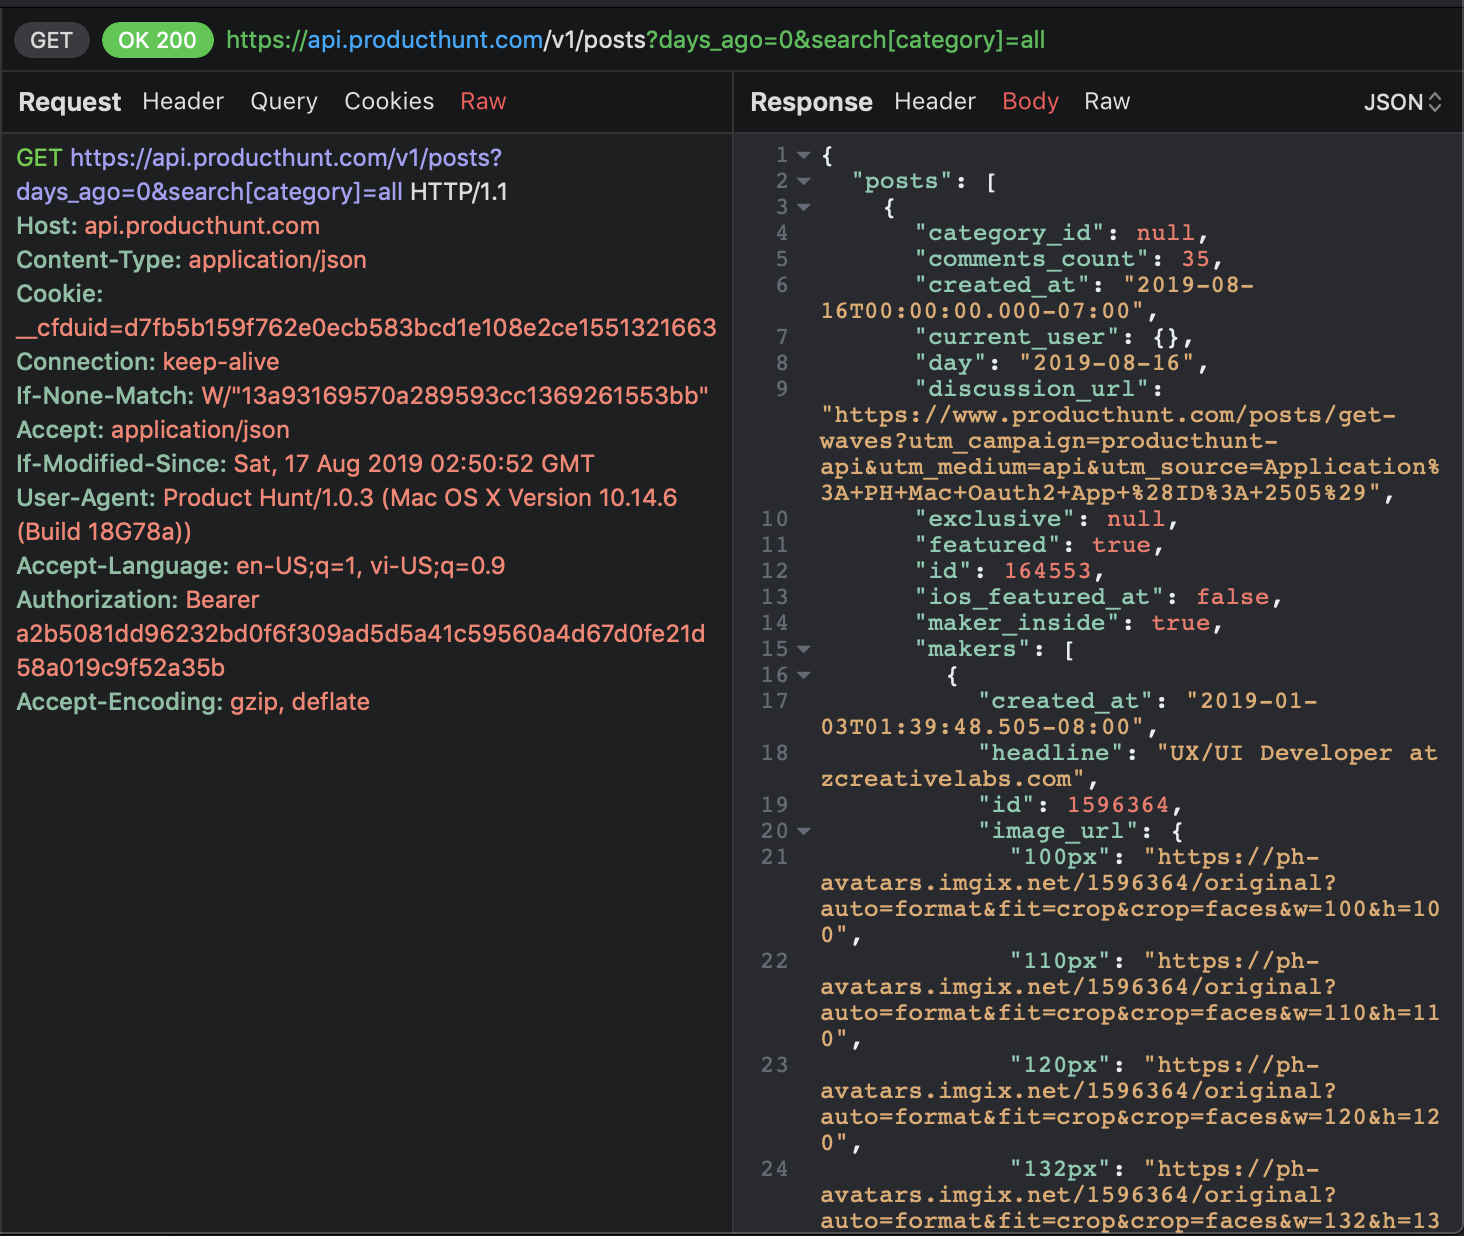 GET OK 200 https://api.producthunt.com/v1/posts?days_ago=0&search[category]=all
Request Header Query Cookies Raw
GET https://api.producthunt.com/v1/posts?
days_ago=0&search[category]=all HTTP/1.1
Host: api.producthunt.com
Content-Type: application/json
Cookie:
__cfduid=d7fb5b159f762e0ecb583bcd1e108e2ce1551321663
Connection: keep-alive
If-None-Match: W/"13a93169570a289593cc1369261553bb"
Accept: application/json
If-Modified-Since: Sat, 17 Aug 2019 02:50:52 GMT
User-Agent: Product Hunt/1.0.3 (Mac OS X Version 10.14.6
(Build 18G78a))
Accept-Language: en-US;q=1, vi-US;q=0.9
Authorization: Bearer
a2b5081dd96232bd0f6f309ad5d5a41c59560a4d67d0fe21d
58a019c9f52a35b
Accept-Encoding: gzip, deflate
Response Header Body Raw JSON
1 {
2 "posts": [
3 {
4 "category_id": null,
5 "comments_count": 35,
6 "created_at": "2019-08-
16T00:00:00.000-07:00",
7 "current_user": {},
8 "day": "2019-08-16",
9 "discussion_url":
"https://www.producthunt.com/posts/get-
waves?utm_campaign=producthunt-
api&utm_medium=api&utm_source=Application%
3A+PH+Mac+Oauth2+App+%28ID%3A+2505%29",
10 "exclusive": null,
11 "featured": true,
12 "id": 164553,
13 "ios_featured_at": false,
14 "maker_inside": true,
15 "makers": [
16 {
17 "created_at": "2019-01-
03T01:39:48.505-08:00",
18 "headline": "UX/UI Developer at
zcreativelabs.com",
19 "id": 1596364,
20 "image_url": {
21 "100px": "https://ph-
avatars.imgix.net/1596364/original?
auto=format&fit=crop&crop=faces&w=100&h=10
0",
22 "110px": "https://ph-
avatars.imgix.net/1596364/original?
auto=format&fit=crop&crop=faces&w=110&h=11
0",
23 "120px": "https://ph-
avatars.imgix.net/1596364/original?
auto=format&fit=crop&crop=faces&w=120&h=12
0",
24 "132px": "https://ph-
avatars.imgix.net/1596364/original?
auto=format&fit=crop&crop=faces&w=132&h=13